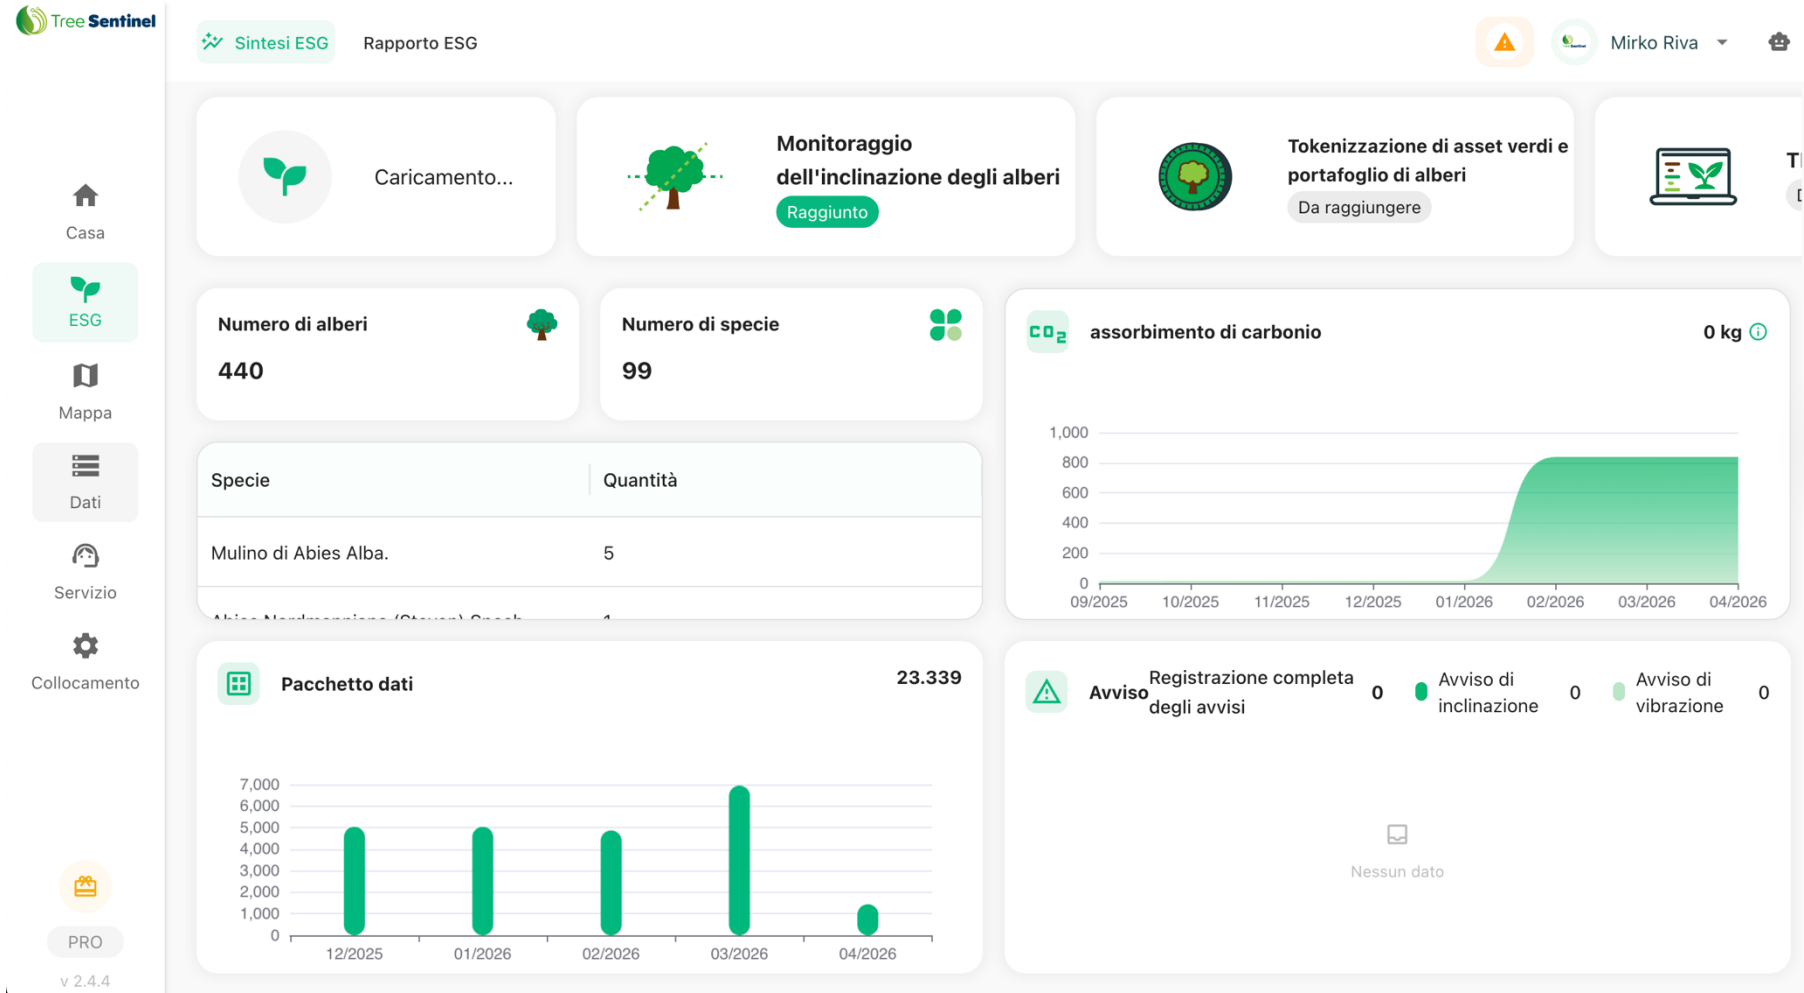 Tree Sentinel
Sintesi ESG
Rapporto ESG
Mirko Riva
Casa
ESG
Mappa
Dati
Servizio
Collocamento
PRO
v 2.4.4
Caricamento...
Monitoraggio
dell'inclinazione degli alberi
Raggiunto
Tokenizzazione di asset verdi e
portafoglio di alberi
Da raggiungere
Numero di alberi
440
Numero di specie
99
CO2
assorbimento di carbonio
0 kg
1,000
800
600
400
200
0
09/2025
10/2025
11/2025
12/2025
01/2026
02/2026
03/2026
04/2026
Specie
Quantità
Mulino di Abies Alba.
5
Pacchetto dati
23.339
7,000
6,000
5,000
4,000
3,000
2,000
1,000
0
12/2025
01/2026
02/2026
03/2026
04/2026
Avviso
Registrazione completa
degli avvisi
0
Avviso di
inclinazione
0
Avviso di
vibrazione
0
Nessun dato